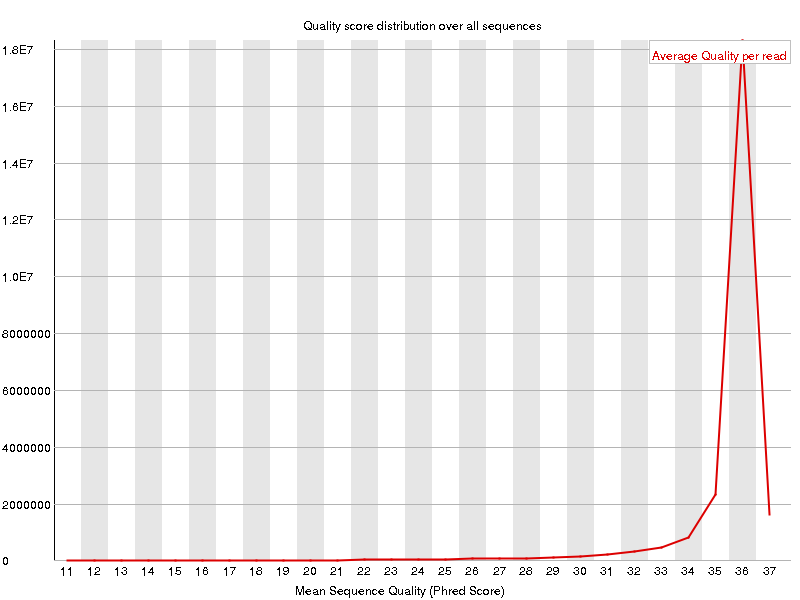 Quality score distribution over all sequences
Average Quality per read
1.8E7
1.6E7
1.4E7
1.2E7
1.0E7
8000000
6000000
4000000
2000000
0
11 12 13 14 15 16 17 18 19 20 21 22 23 24 25 26 27 28 29 30 31 32 33 34 35 36 37
Mean Sequence Quality (Phred Score)